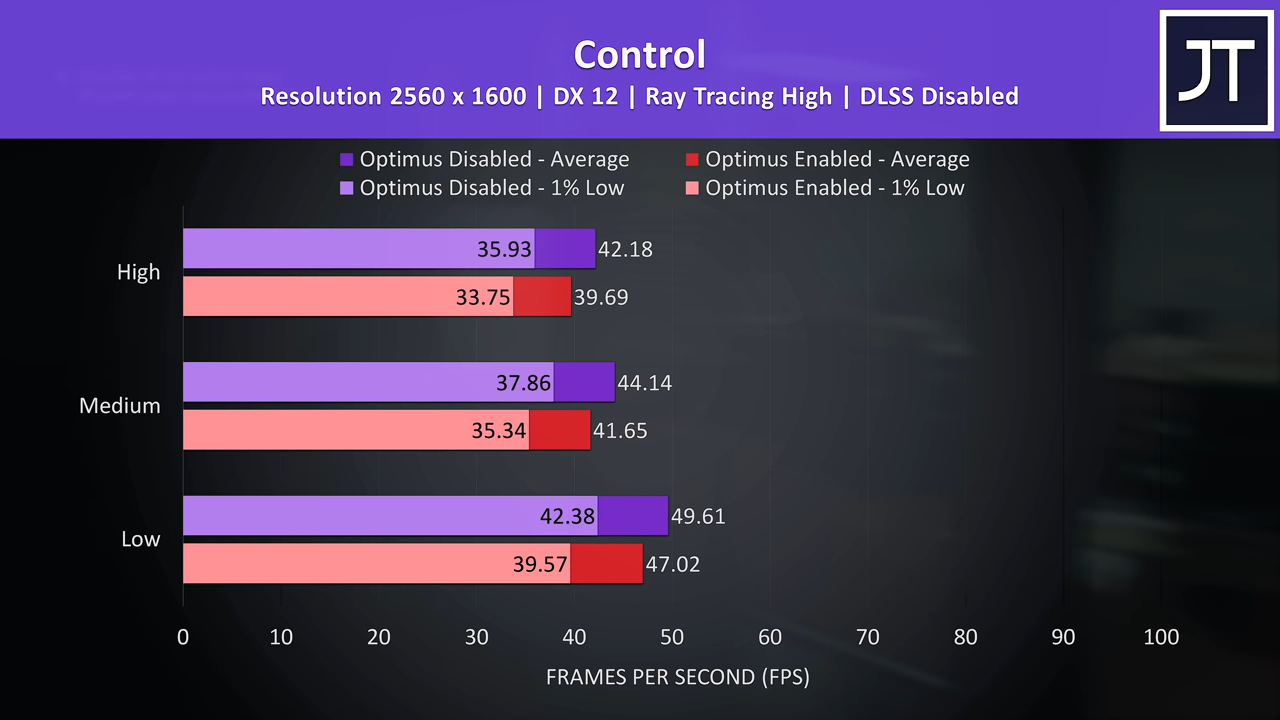 Control
JT
Resolution 2560 x 1600 | DX 12 | Ray Tracing High | DLSS Disabled
Optimus Disabled - Average
Optimus Enabled - Average
Optimus Disabled - 1% Low
Optimus Enabled - 1% Low
High
35.93
42.18
33.75
39.69
Medium
37.86
44.14
35.34
41.65
Low
42.38
49.61
39.57
47.02
0 10 20 30 40 50 60 70 80 90 100
FRAMES PER SECOND (FPS)